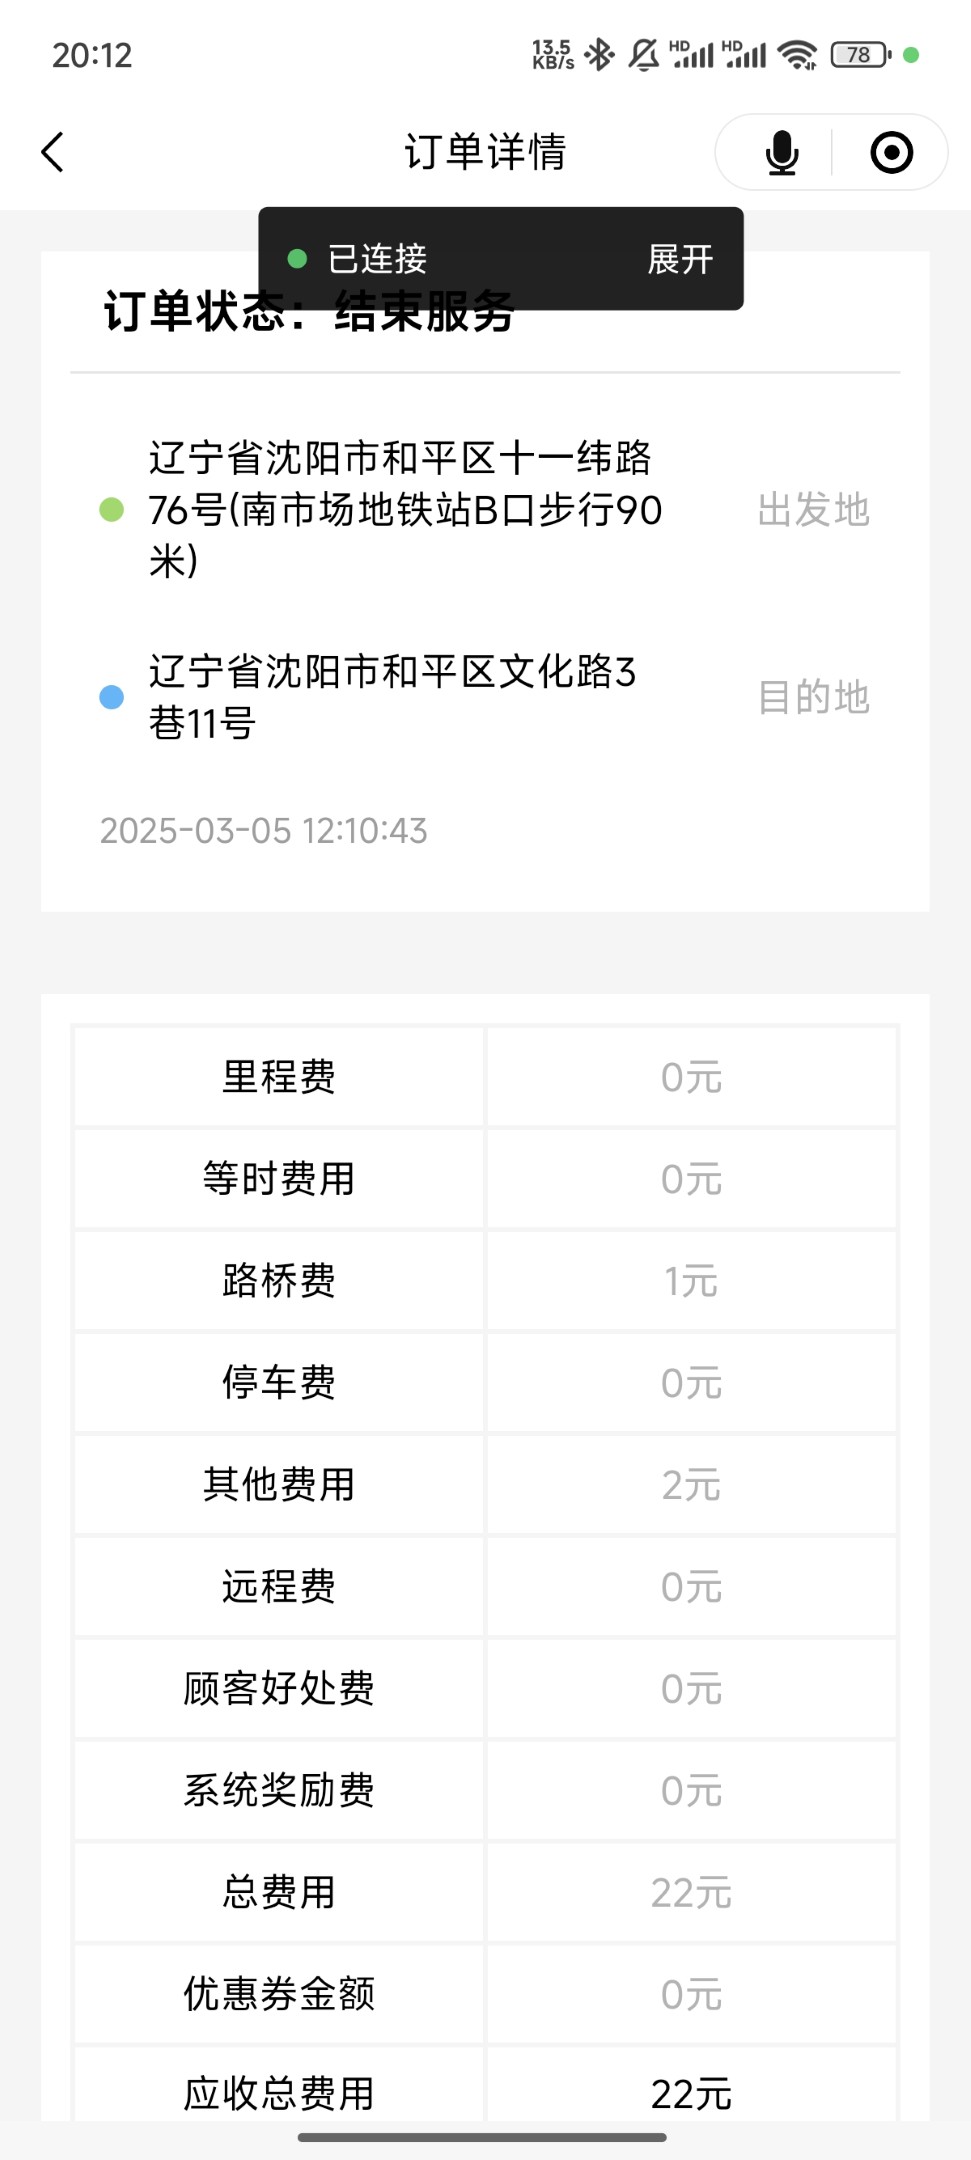 20:12
13.5 KB/s HD HD 78
订单详情
已连接 展开
订单状态：结束服务
辽宁省沈阳市和平区十一纬路
76号(南市场地铁站B口步行90
米)
出发地
辽宁省沈阳市和平区文化路3
巷11号
目的地
2025-03-05 12:10:43
里程费 0元
等时费用 0元
路桥费 1元
停车费 0元
其他费用 2元
远程费 0元
顾客好处费 0元
系统奖励费 0元
总费用 22元
优惠券金额 0元
应收总费用 22元